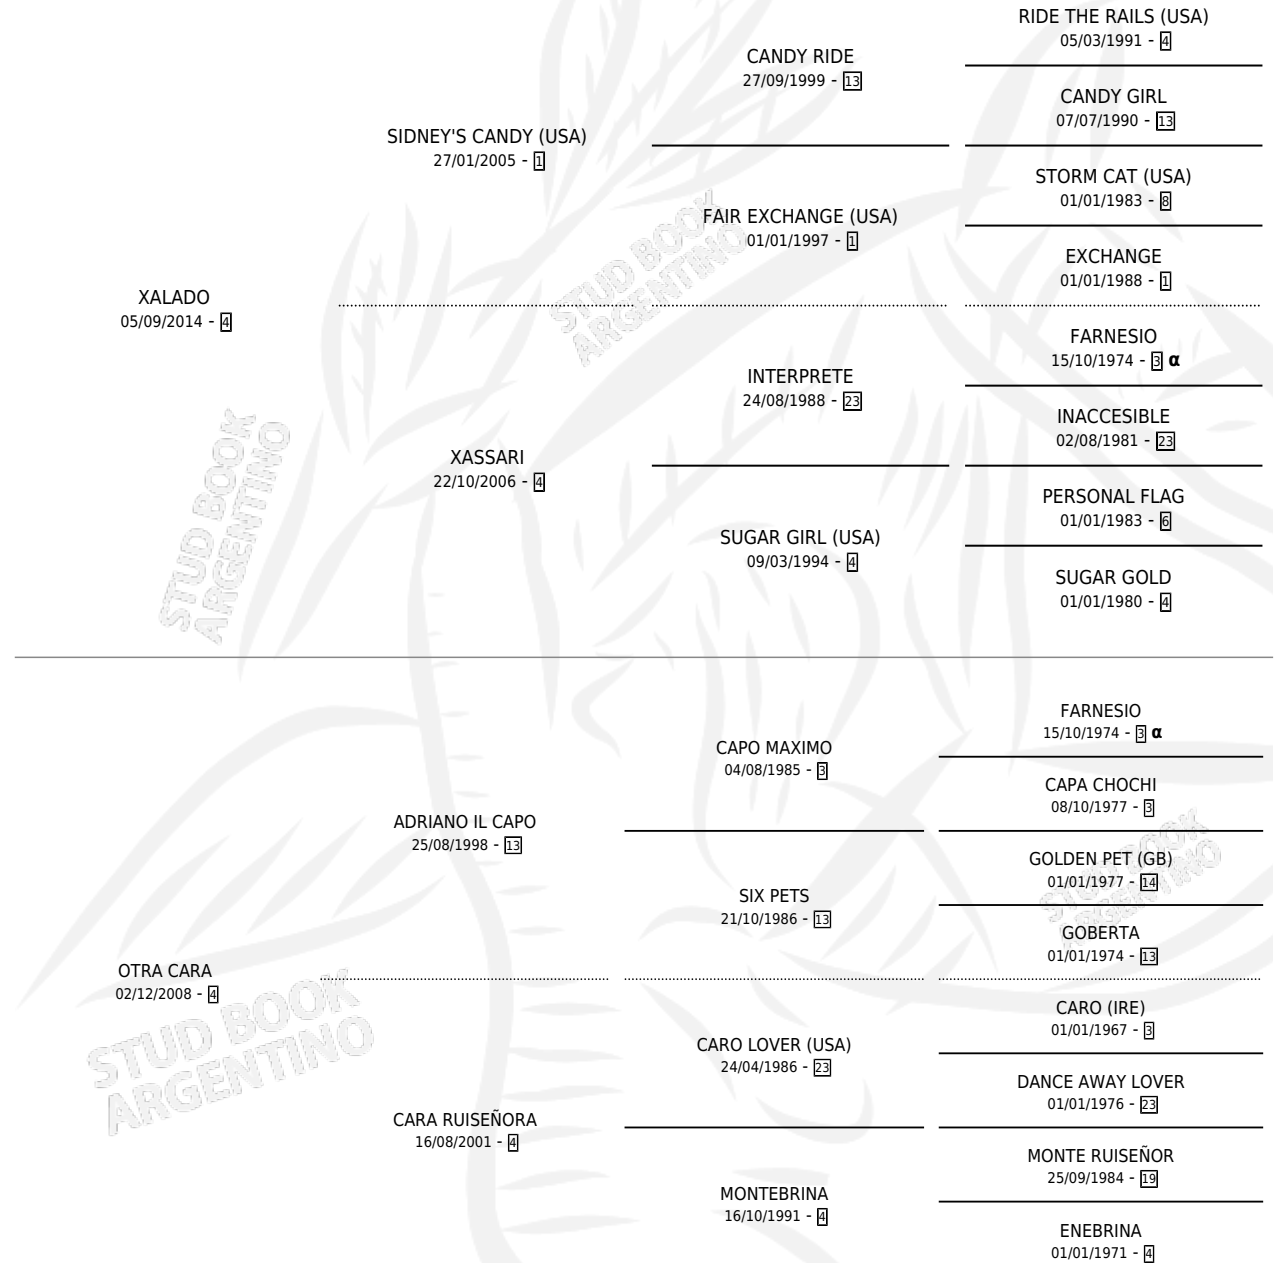 RIDE THE RAILS (USA)
05/03/1991 - 4
CANDY RIDE
27/09/1999 - 13
CANDY GIRL
07/07/1990 - 13
SIDNEY'S CANDY (USA)
27/01/2005 - 1
STORM CAT (USA)
01/01/1983 - 8
FAIR EXCHANGE (USA)
01/01/1997 - 1
EXCHANGE
01/01/1988 - 1
XALADO
05/09/2014 - 4
FARNESIO
15/10/1974 - 3 α
INTERPRETE
24/08/1988 - 23
INACCESIBLE
02/08/1981 - 23
XASSARI
22/10/2006 - 4
PERSONAL FLAG
01/01/1983 - 6
SUGAR GIRL (USA)
09/03/1994 - 4
SUGAR GOLD
01/01/1980 - 4
FARNESIO
15/10/1974 - 3 α
CAPO MAXIMO
04/08/1985 - 3
CAPA CHOCHI
08/10/1977 - 3
ADRIANO IL CAPO
25/08/1998 - 13
GOLDEN PET (GB)
01/01/1977 - 14
SIX PETS
21/10/1986 - 13
GOBERTA
01/01/1974 - 13
OTRA CARA
02/12/2008 - 4
CARO (IRE)
01/01/1967 - 3
CARO LOVER (USA)
24/04/1986 - 23
DANCE AWAY LOVER
01/01/1976 - 23
CARA RUISEÑORA
16/08/2001 - 4
MONTE RUISEÑOR
25/09/1984 - 19
MONTEBRINA
16/10/1991 - 4
ENEBRINA
01/01/1971 - 4
STUD BOOK
ARGENTINO
STUD BOOK
ARGENTINO
STUD BOOK
ARGENTINO
STUD BOOK
ARGENTINO